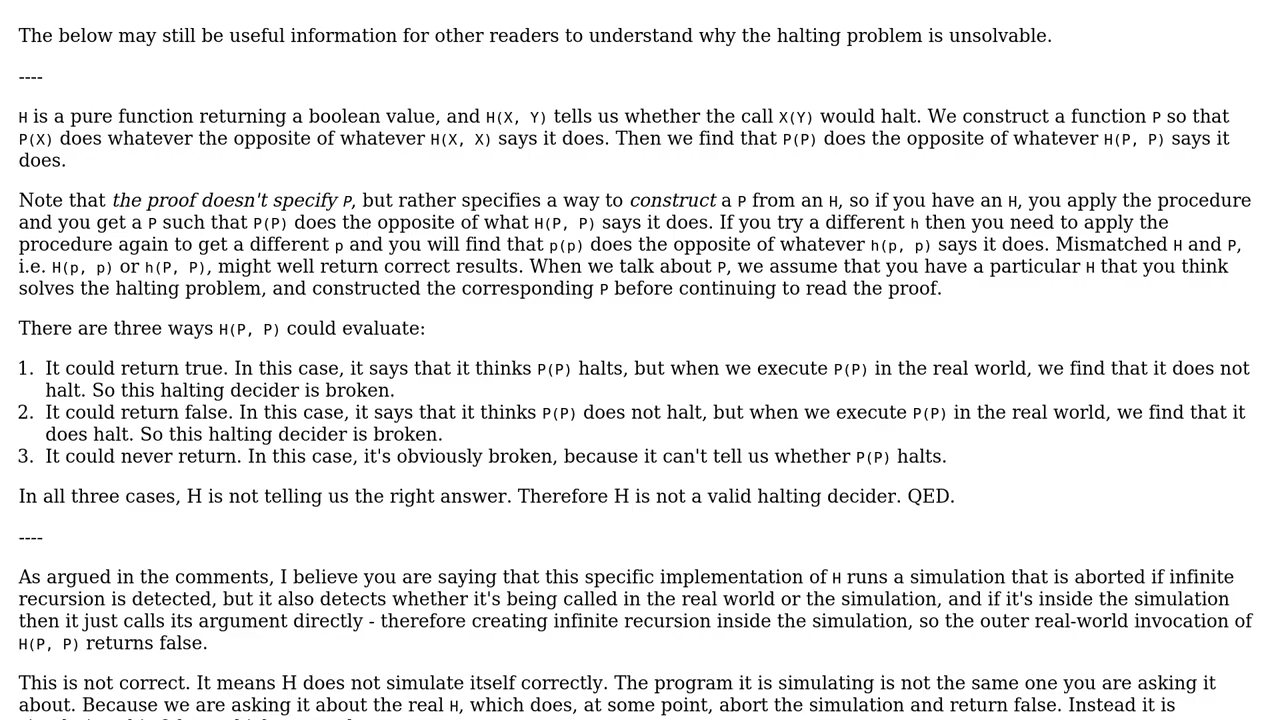 The below may still be useful information for other readers to understand why the halting problem is unsolvable.
----
H is a pure function returning a boolean value, and H(X, Y) tells us whether the call X(Y) would halt. We construct a function P so that
P(X) does whatever the opposite of whatever H(X, X) says it does. Then we find that P(P) does the opposite of whatever H(P, P) says it
does.
Note that the proof doesn't specify P, but rather specifies a way to construct a P from an H, so if you have an H, you apply the procedure
and you get a P such that P(P) does the opposite of what H(P, P) says it does. If you try a different h then you need to apply the
procedure again to get a different p and you will find that p(p) does the opposite of whatever h(p, p) says it does. Mismatched H and P,
i.e. H(p, p) or h(P, P), might well return correct results. When we talk about P, we assume that you have a particular H that you think
solves the halting problem, and constructed the corresponding P before continuing to read the proof.
There are three ways H(P, P) could evaluate:
1. It could return true. In this case, it says that it thinks P(P) halts, but when we execute P(P) in the real world, we find that it does not
halt. So this halting decider is broken.
2. It could return false. In this case, it says that it thinks P(P) does not halt, but when we execute P(P) in the real world, we find that it
does halt. So this halting decider is broken.
3. It could never return. In this case, it's obviously broken, because it can't tell us whether P(P) halts.
In all three cases, H is not telling us the right answer. Therefore H is not a valid halting decider. QED.
----
As argued in the comments, I believe you are saying that this specific implementation of H runs a simulation that is aborted if infinite
recursion is detected, but it also detects whether it's being called in the real world or the simulation, and if it's inside the simulation
then it just calls its argument directly - therefore creating infinite recursion inside the simulation, so the outer real-world invocation of
H(P, P) returns false.
This is not correct. It means H does not simulate itself correctly. The program it is simulating is not the same one you are asking it
about. Because we are asking it about the real H, which does, at some point, abort the simulation and return false. Instead it is